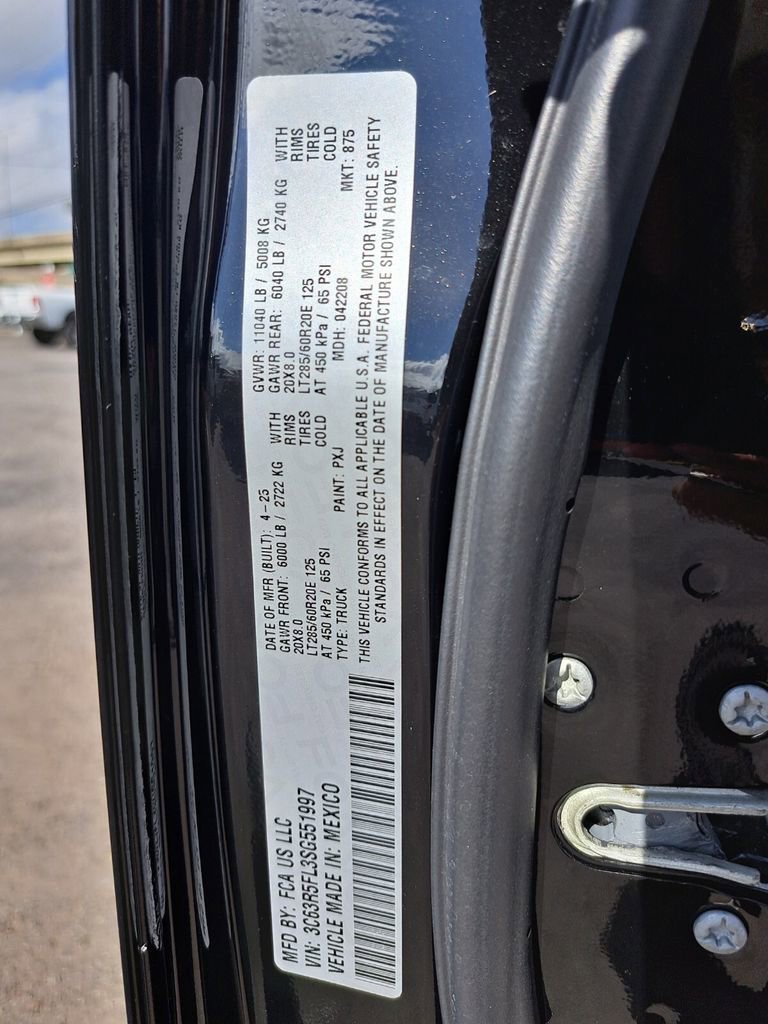 MFD BY: FCA US LLC
VIN: 3C63R5FL3SG551997
VEHICLE MADE IN: MEXICO
DATE OF MFR (BUILT): 4-25 GVWR: 11040 LB / 5008 KG
GAWR FRONT: 6000 LB / 2722 KG WITH GAWR REAR: 6040 LB / 2740 KG WITH
20X8.0 RIMS 20X8.0 RIMS
LT285/60R20E 125 TIRES LT285/60R20E 125 TIRES
AT 450 kPa / 65 PSI COLD AT 450 kPa / 65 PSI COLD
TYPE: TRUCK PAINT: PXJ MDH: 042208 MKT: 875
THIS VEHICLE CONFORMS TO ALL APPLICABLE U.S.A. FEDERAL MOTOR VEHICLE SAFETY
STANDARDS IN EFFECT ON THE DATE OF MANUFACTURE SHOWN ABOVE.